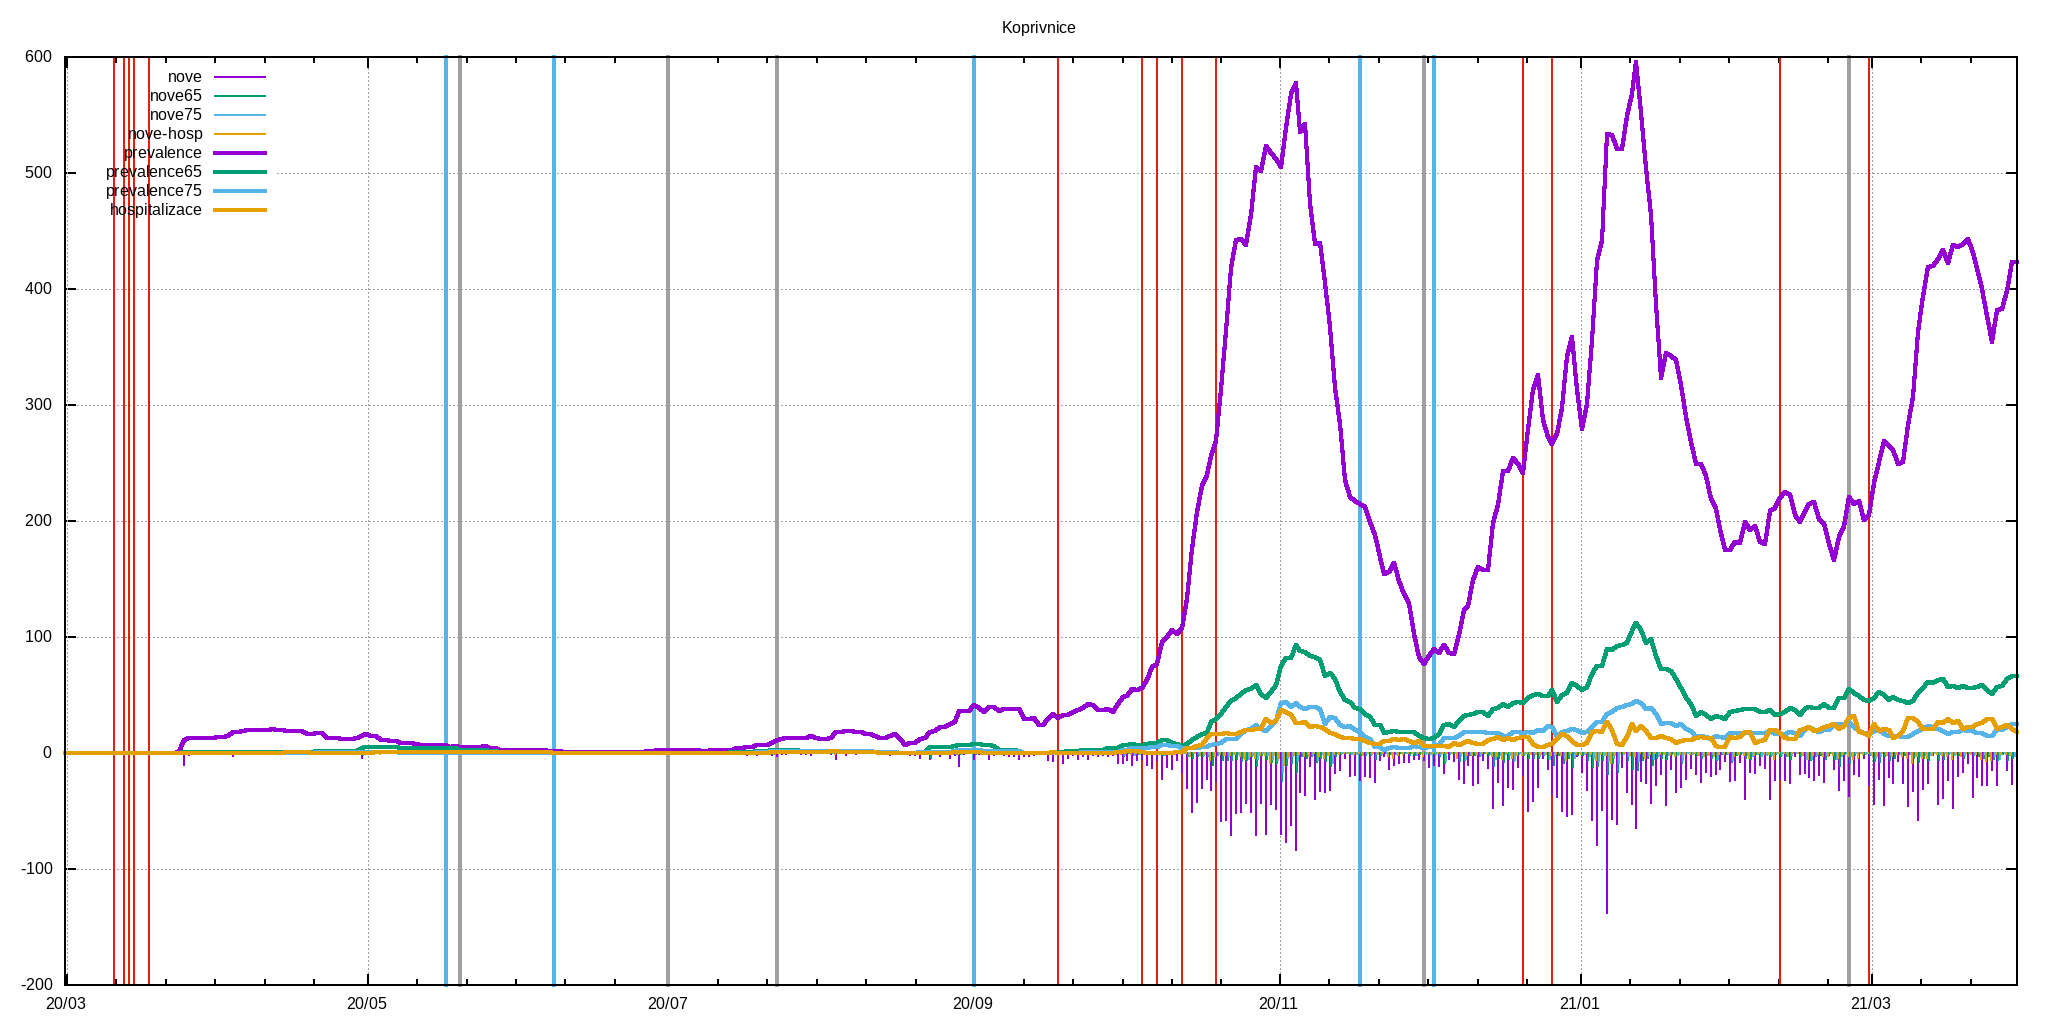 Koprivnice
600
500
400
300
200
100
0
-100
-200
nove
nove65
nove75
nove-hosp
prevalence
prevalence65
prevalence75
hospitalizace
20/03
20/05
20/07
20/09
20/11
21/01
21/03